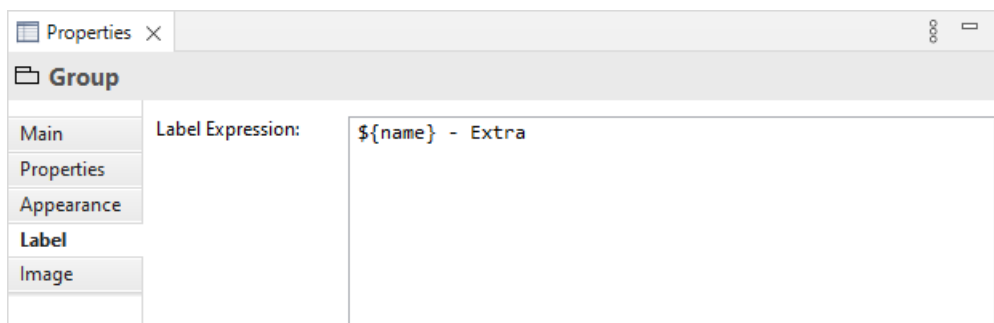 Properties
Group
Main
Label Expression:
${name} - Extra
Properties
Appearance
Label
Image